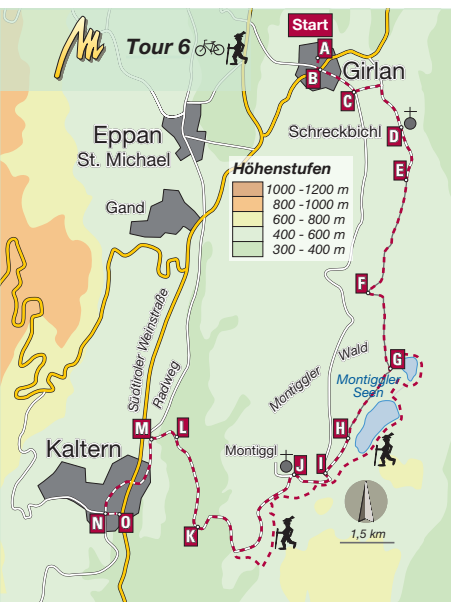 Tour 6
Start
A
B
Girlan
C
Schreckbichl
D
E
Eppan
St. Michael
Gand
Höhenstufen
1000 -1200 m
800 -1000 m
600 - 800 m
400 - 600 m
300 - 400 m
F
Südtiroler Weinstraße
Radweg
Montiggler Wald
G
Montiggler
Seen
H
M
L
Kaltern
Montiggl
J
I
K
N
O
1,5 km